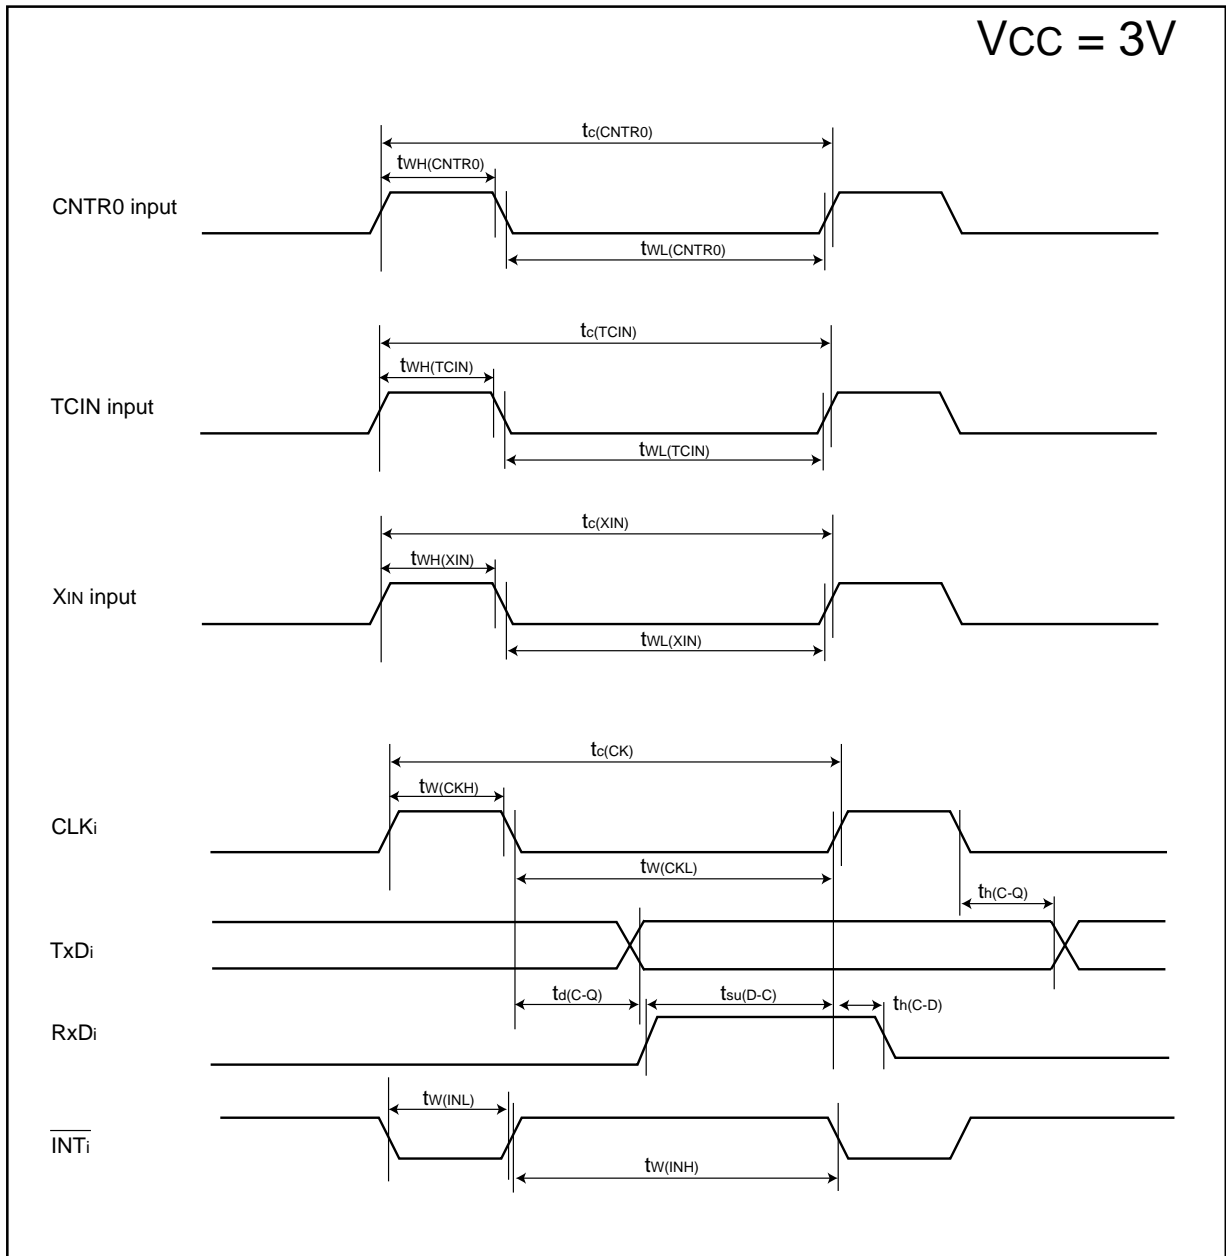 VCC = 3V
tc(CNTR0)
tWH(CNTR0)
CNTR0 input
tWL(CNTR0)
tc(TCIN)
tWH(TCIN)
TCIN input
tWL(TCIN)
tc(XIN)
tWH(XIN)
XIN input
tWL(XIN)
tc(CK)
tW(CKH)
CLKi
tW(CKL)
th(C-Q)
TxDi
td(C-Q)
tsu(D-C)
th(C-D)
RxDi
tW(INL)
INTi
tW(INH)